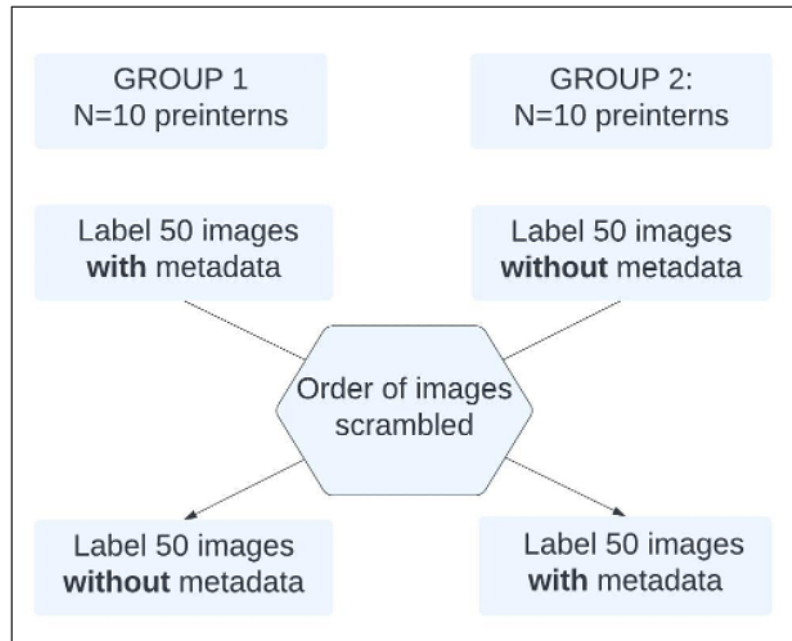 GROUP 1
N=10 preinterns
GROUP 2:
N=10 preinterns
Label 50 images
with metadata
Label 50 images
without metadata
Order of images
scrambled
Label 50 images
without metadata
Label 50 images
with metadata